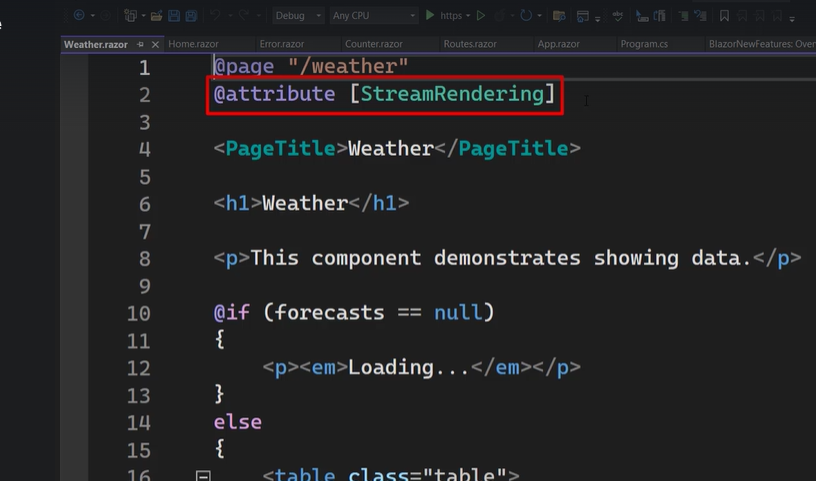 Debug Any CPU https
Weather.razor Home.razor Error.razor Counter.razor Routes.razor App.razor Program.cs BlazorNewFeatures: Over
1 @page "/weather"
2 @attribute [StreamRendering]
3
4 <PageTitle>Weather</PageTitle>
5
6 <h1>Weather</h1>
7
8 <p>This component demonstrates showing data.</p>
9
10 @if (forecasts == null)
11 {
12 <p><em>Loading...</em></p>
13 }
14 else
15 {
16 <table class="table">